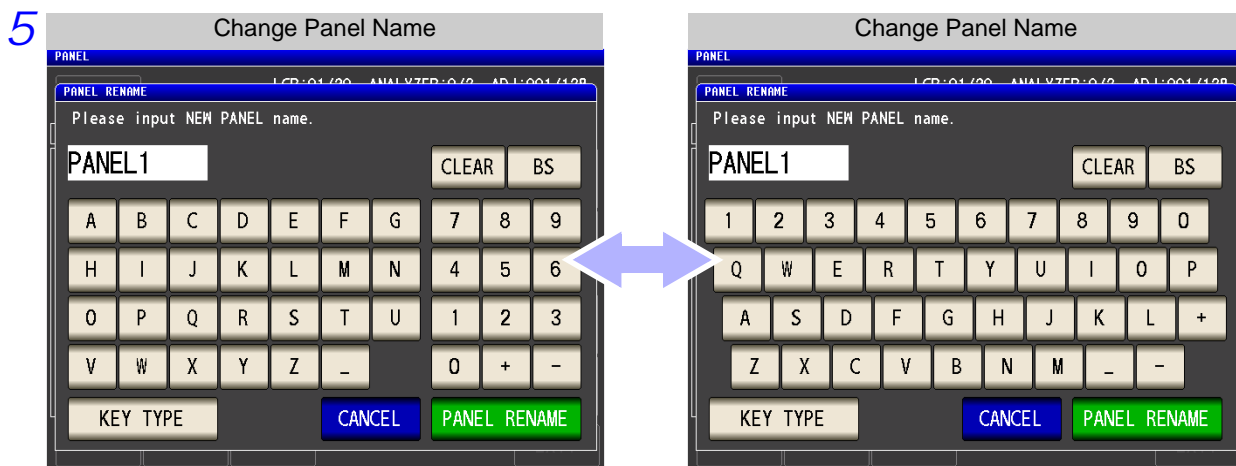 5
Change Panel Name
PANEL
PANEL RENAME
Please input NEW PANEL name.
PANEL1
CLEAR BS
A B C D E F G 7 8 9
H I J K L M N 4 5 6
O P Q R S T U 1 2 3
V W X Y Z _ 0 + -
KEY TYPE CANCEL PANEL RENAME
Change Panel Name
PANEL
PANEL RENAME
Please input NEW PANEL name.
PANEL1
CLEAR BS
1 2 3 4 5 6 7 8 9 0
Q W E R T Y U I O P
A S D F G H J K L +
Z X C V B N M _ -
KEY TYPE CANCEL PANEL RENAME